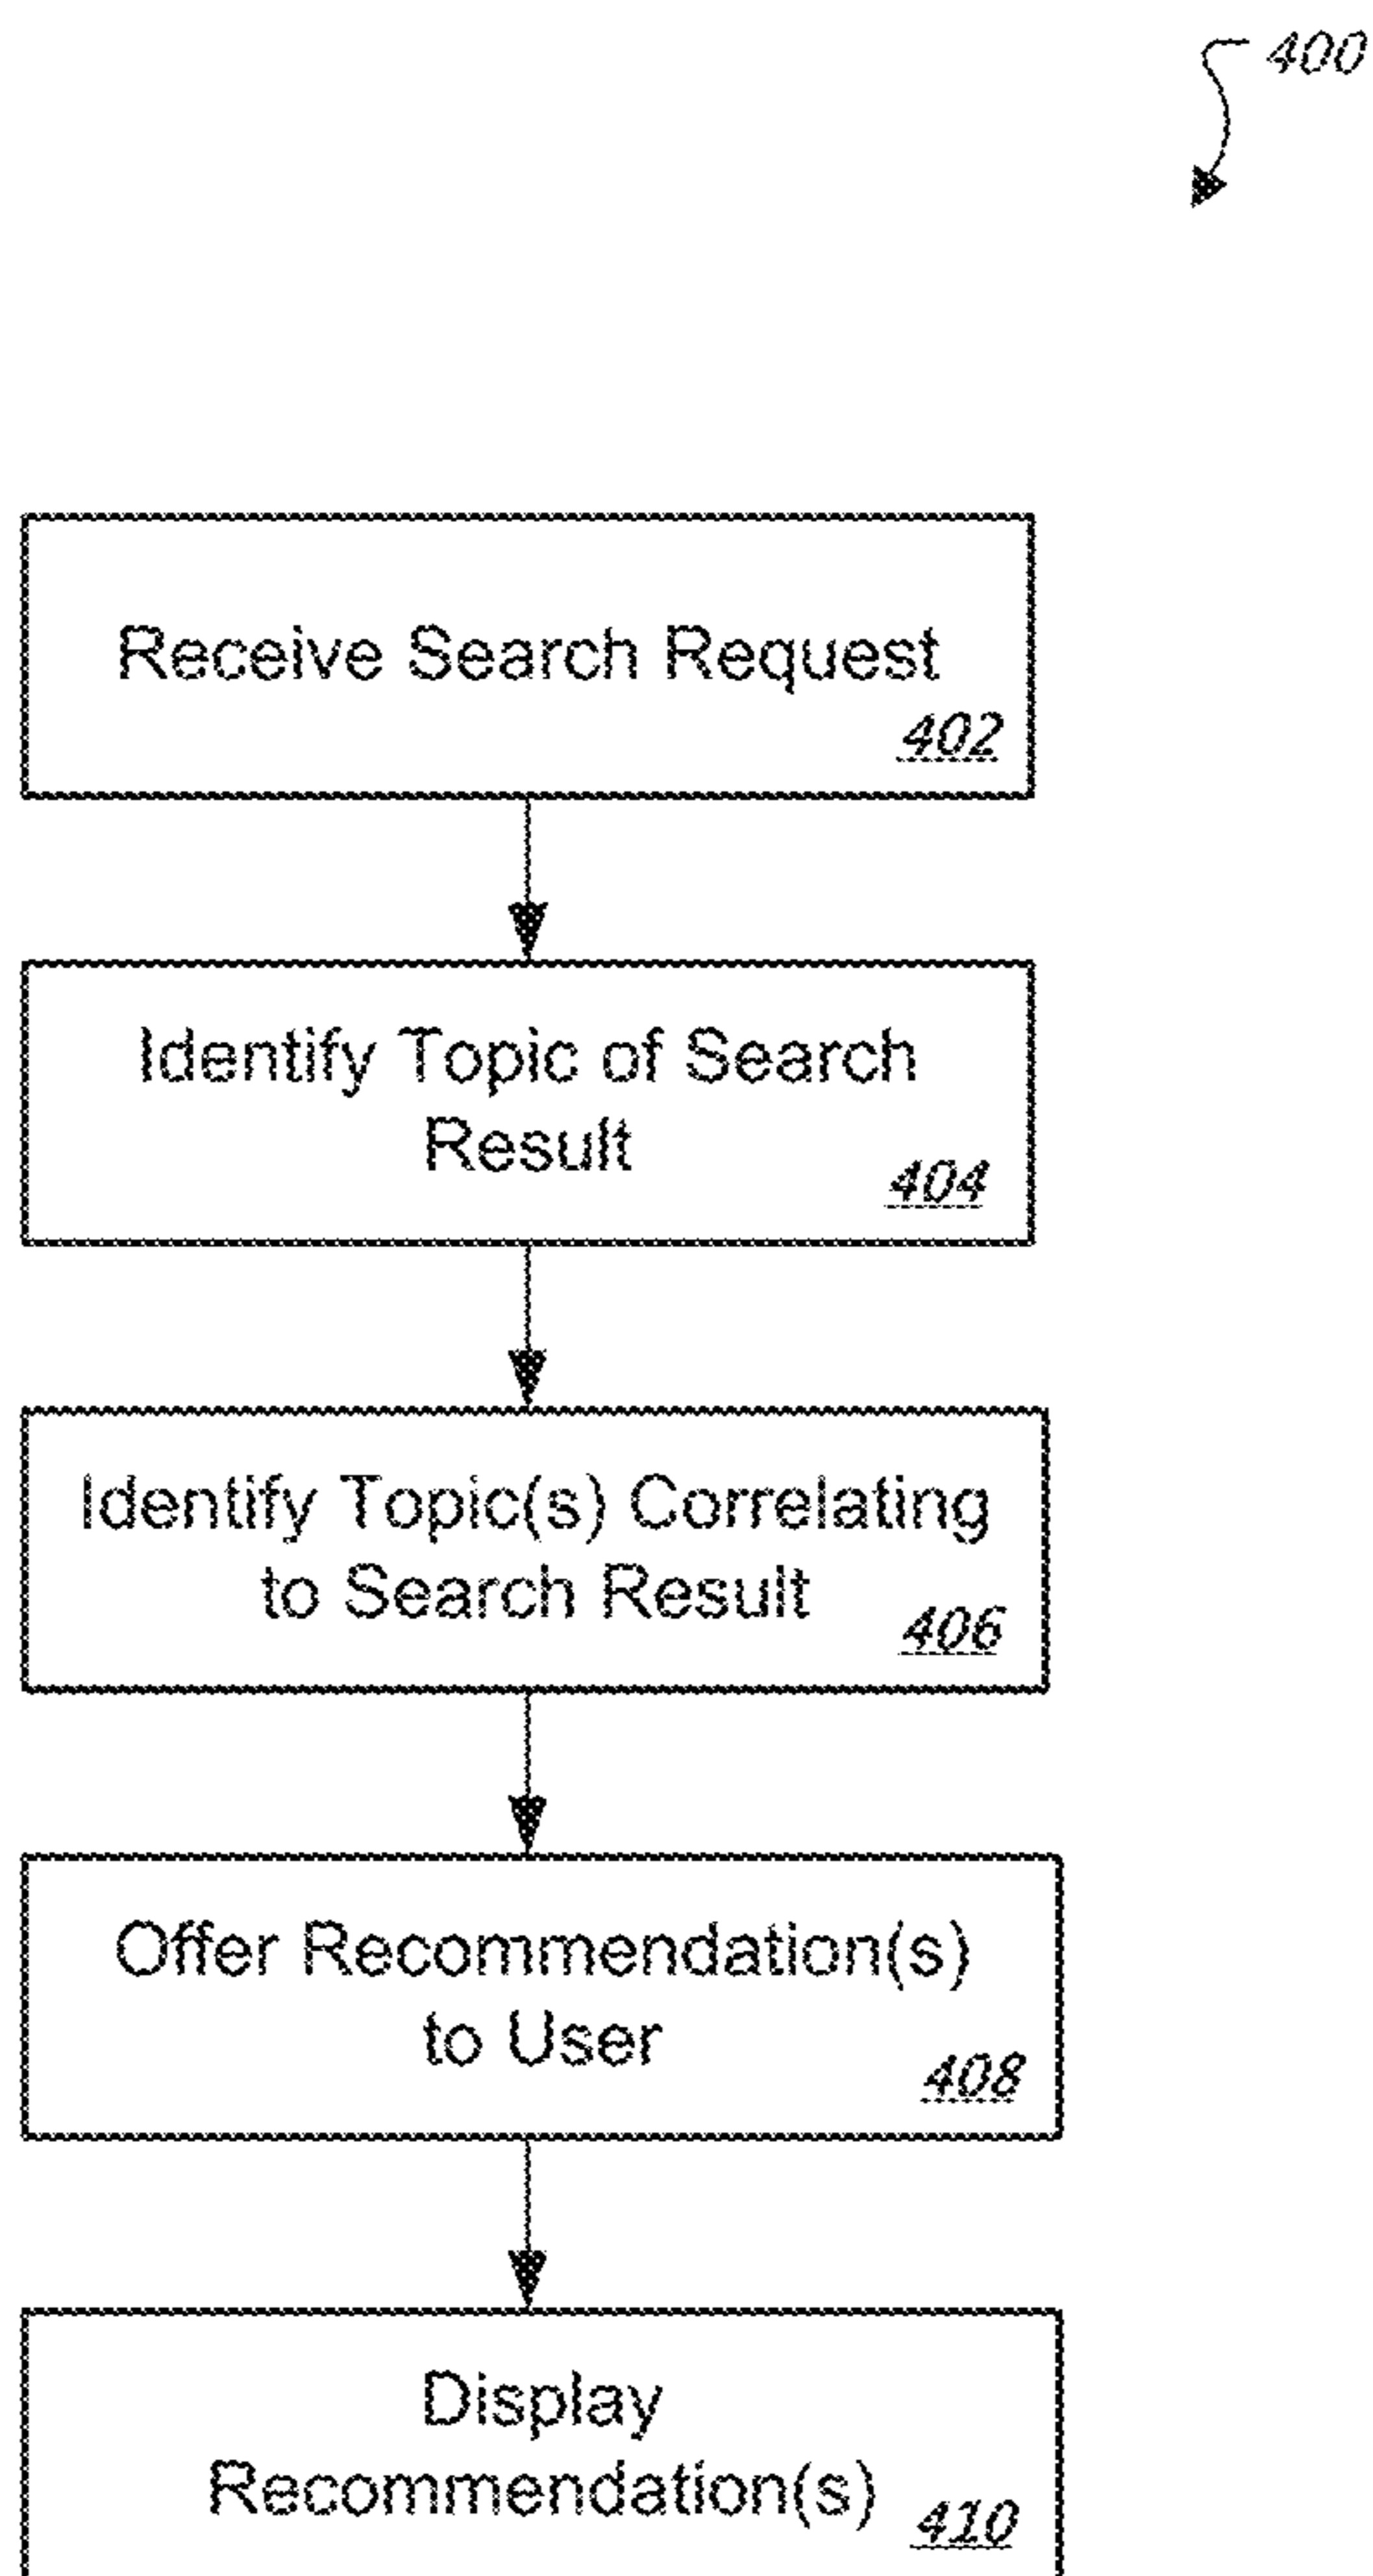 400
Receive Search Request
402
Identify Topic of Search
Result
404
Identify Topic(s) Correlating
to Search Result
406
Offer Recommendation(s)
to User
408
Display
Recommendation(s)
410